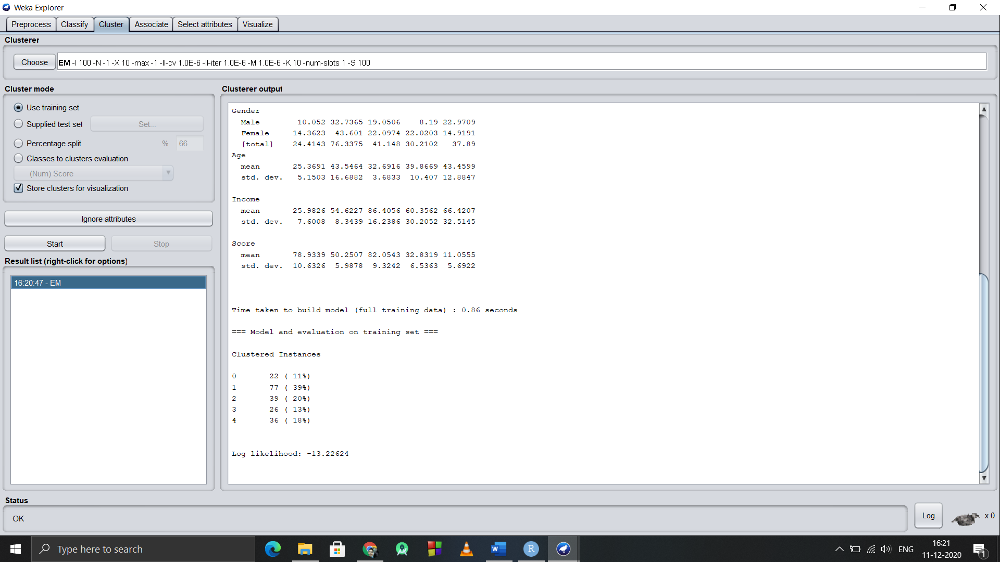 Weka Explorer
Preprocess Classify Cluster Associate Select attributes Visualize
Clusterer
Choose EM -I 100 -N -1 -X 10 -max -1 -ll-cv 1.0E-6 -ll-iter 1.0E-6 -M 1.0E-6 -K 10 -num-slots 1 -S 100
Cluster mode
Use training set
Supplied test set Set...
Percentage split % 66
Classes to clusters evaluation
(Num) Score
Store clusters for visualization
Ignore attributes
Start Stop
Result list (right-click for options)
16:20:47 - EM
Clusterer output
Gender
Male 10.052 32.7365 19.0506 8.19 22.9709
Female 14.3623 43.601 22.0974 22.0203 14.9191
[total] 24.4143 76.3375 41.148 30.2102 37.89
Age
mean 25.3691 43.5464 32.6916 39.8669 43.4599
std. dev. 5.1503 16.6882 3.6833 10.407 12.8847
Income
mean 25.9826 54.6227 86.4056 60.3562 66.4207
std. dev. 7.6008 8.3439 16.2386 30.2052 32.5145
Score
mean 78.9339 50.2507 82.0543 32.8319 11.0555
std. dev. 10.6326 5.9878 9.3242 6.5363 5.6922
Time taken to build model (full training data) : 0.86 seconds
=== Model and evaluation on training set ===
Clustered Instances
0 22 ( 11%)
1 77 ( 39%)
2 39 ( 20%)
3 26 ( 13%)
4 36 ( 18%)
Log likelihood: -13.22624
Status
OK
Log x 0
Type here to search
W
R
ENG
16:21
11-12-2020
1